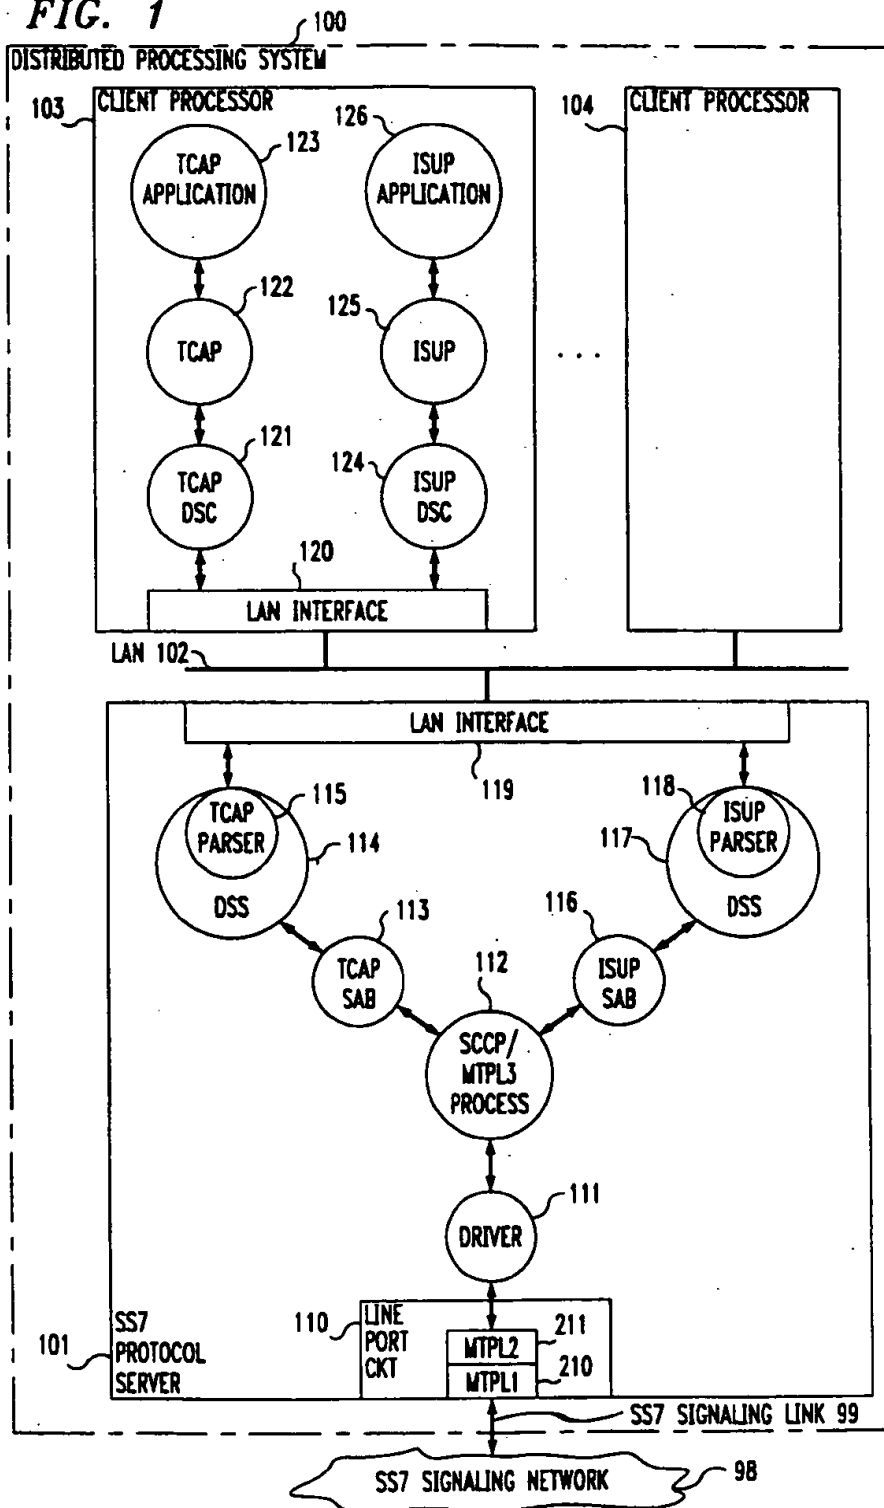 FIG. 1
100
DISTRIBUTED PROCESSING SYSTEM
103
CLIENT PROCESSOR
104
CLIENT PROCESSOR
TCAP
APPLICATION
123
126
ISUP
APPLICATION
122
TCAP
125
ISUP
...
121
TCAP
DSC
124
ISUP
DSC
120
LAN INTERFACE
LAN 102
LAN INTERFACE
119
TCAP
PARSER
115
114
DSS
118
ISUP
PARSER
117
DSS
113
TCAP
SAB
116
ISUP
SAB
112
SCCP/
MTPL3
PROCESS
111
DRIVER
110
LINE
PORT
CKT
211
MTPL2
210
MTPL1
101
SS7
PROTOCOL
SERVER
SS7 SIGNALING LINK 99
SS7 SIGNALING NETWORK
98